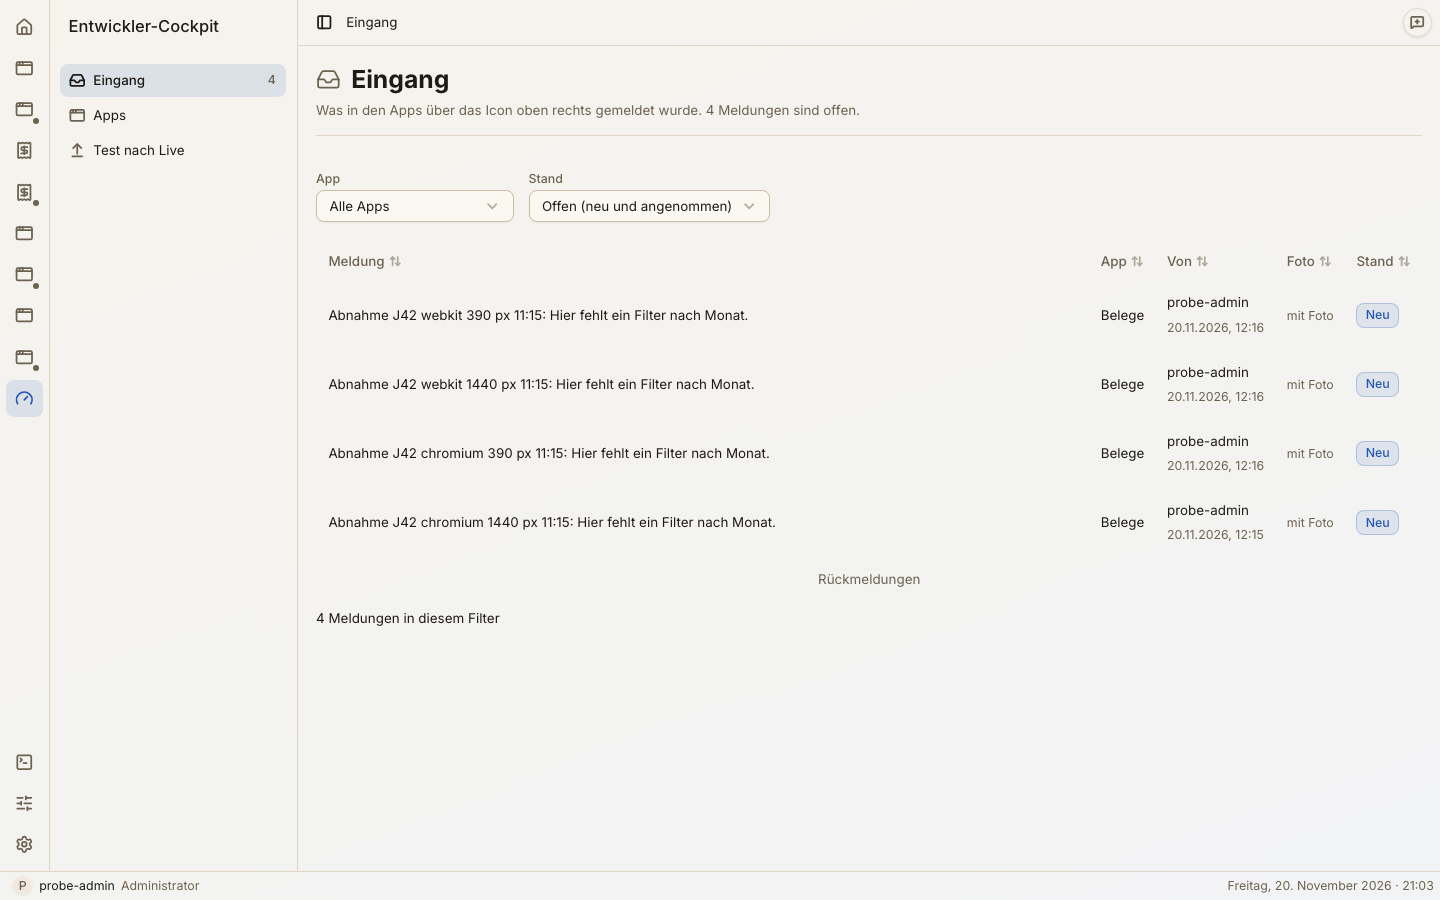 Entwickler-Cockpit
Eingang 4
Apps
Test nach Live
Eingang
Eingang
Was in den Apps über das Icon oben rechts gemeldet wurde. 4 Meldungen sind offen.
App Stand
Alle Apps Offen (neu und angenommen)
Meldung App Von Foto Stand
Abnahme J42 webkit 390 px 11:15: Hier fehlt ein Filter nach Monat. Belege probe-admin mit Foto Neu
20.11.2026, 12:16
Abnahme J42 webkit 1440 px 11:15: Hier fehlt ein Filter nach Monat. Belege probe-admin mit Foto Neu
20.11.2026, 12:16
Abnahme J42 chromium 390 px 11:15: Hier fehlt ein Filter nach Monat. Belege probe-admin mit Foto Neu
20.11.2026, 12:16
Abnahme J42 chromium 1440 px 11:15: Hier fehlt ein Filter nach Monat. Belege probe-admin mit Foto Neu
20.11.2026, 12:15
Rückmeldungen
4 Meldungen in diesem Filter
P probe-admin Administrator
Freitag, 20. November 2026 · 21:03